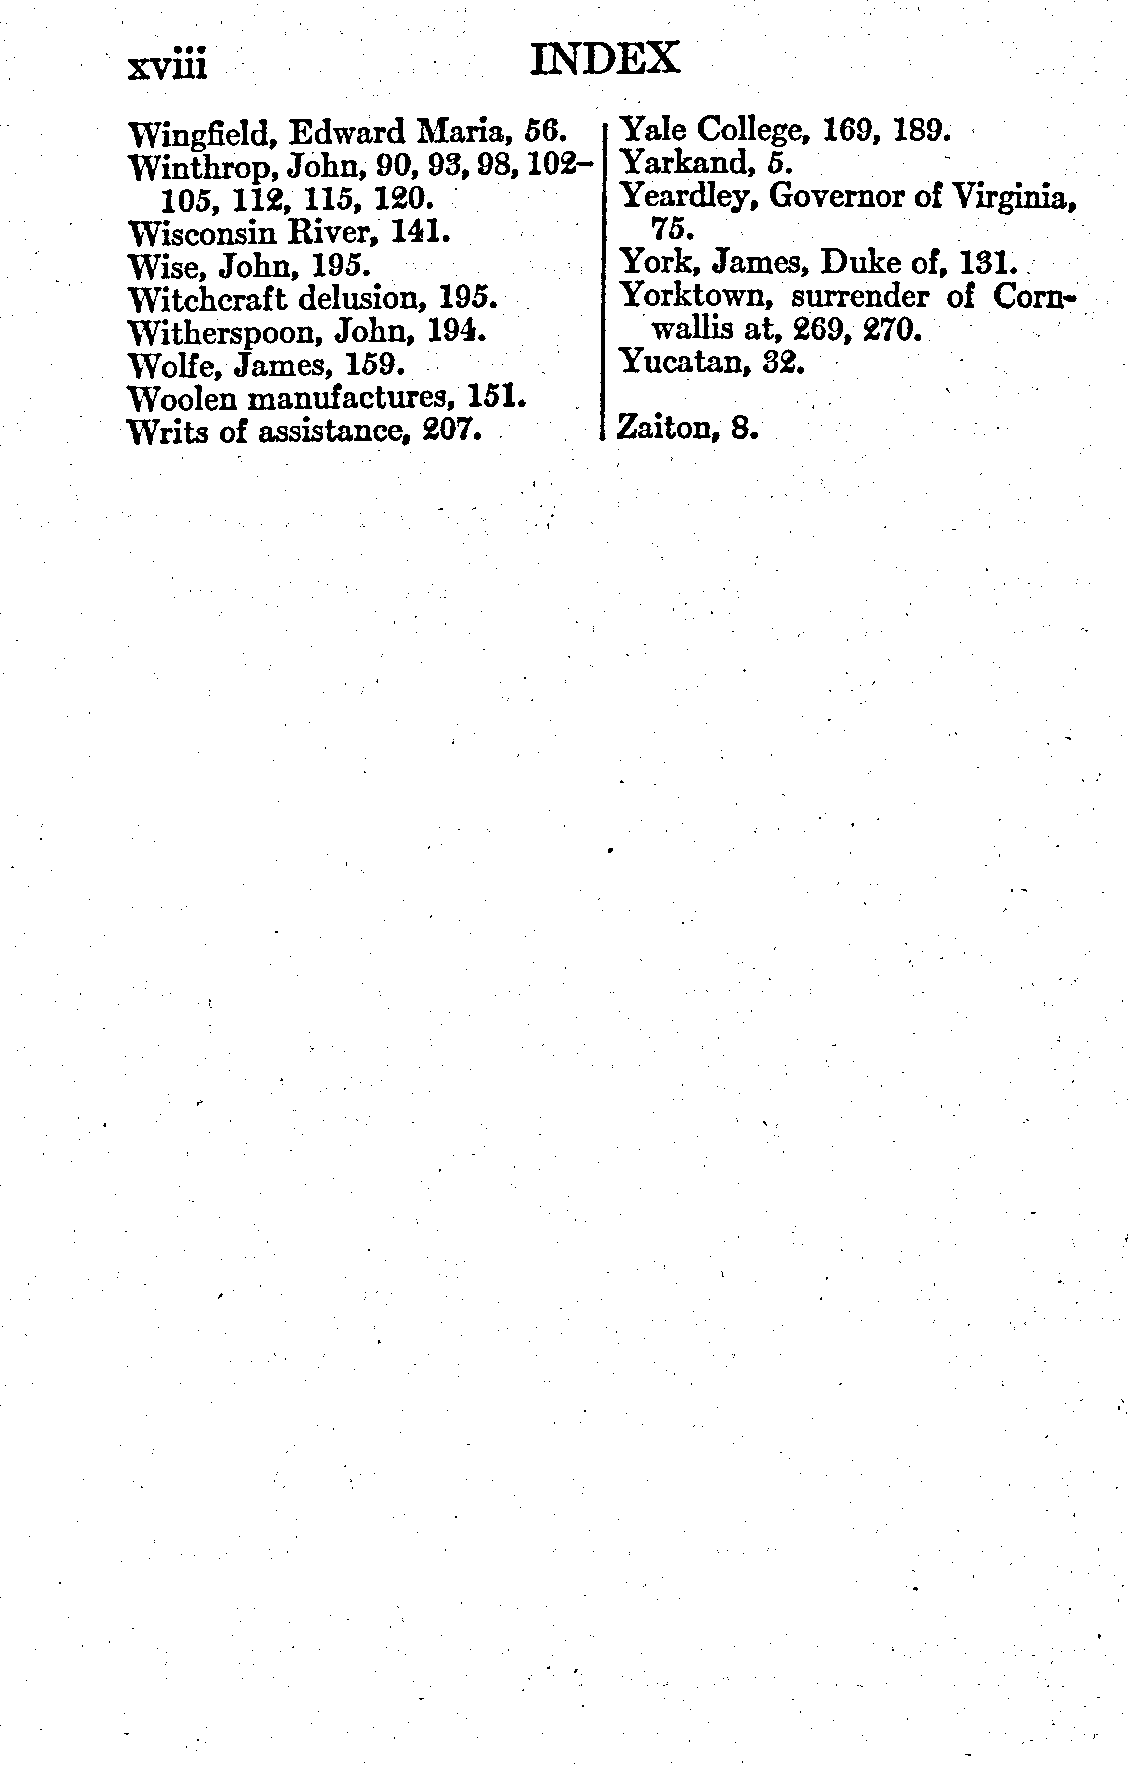 xviii INDEX
Wingfield, Edward Maria, 56.
Winthrop, John, 90, 93, 98, 102-
105, 112, 115, 120.
Wisconsin River, 141.
Wise, John, 195.
Witchcraft delusion, 195.
Witherspoon, John, 194.
Wolfe, James, 159.
Woolen manufactures, 151.
Writs of assistance, 207.
Yale College, 169, 189.
Yarkand, 5.
Yeardley, Governor of Virginia,
75.
York, James, Duke of, 131.
Yorktown, surrender of Corn-
wallis at, 269, 270.
Yucatan, 32.
Zaiton, 8.